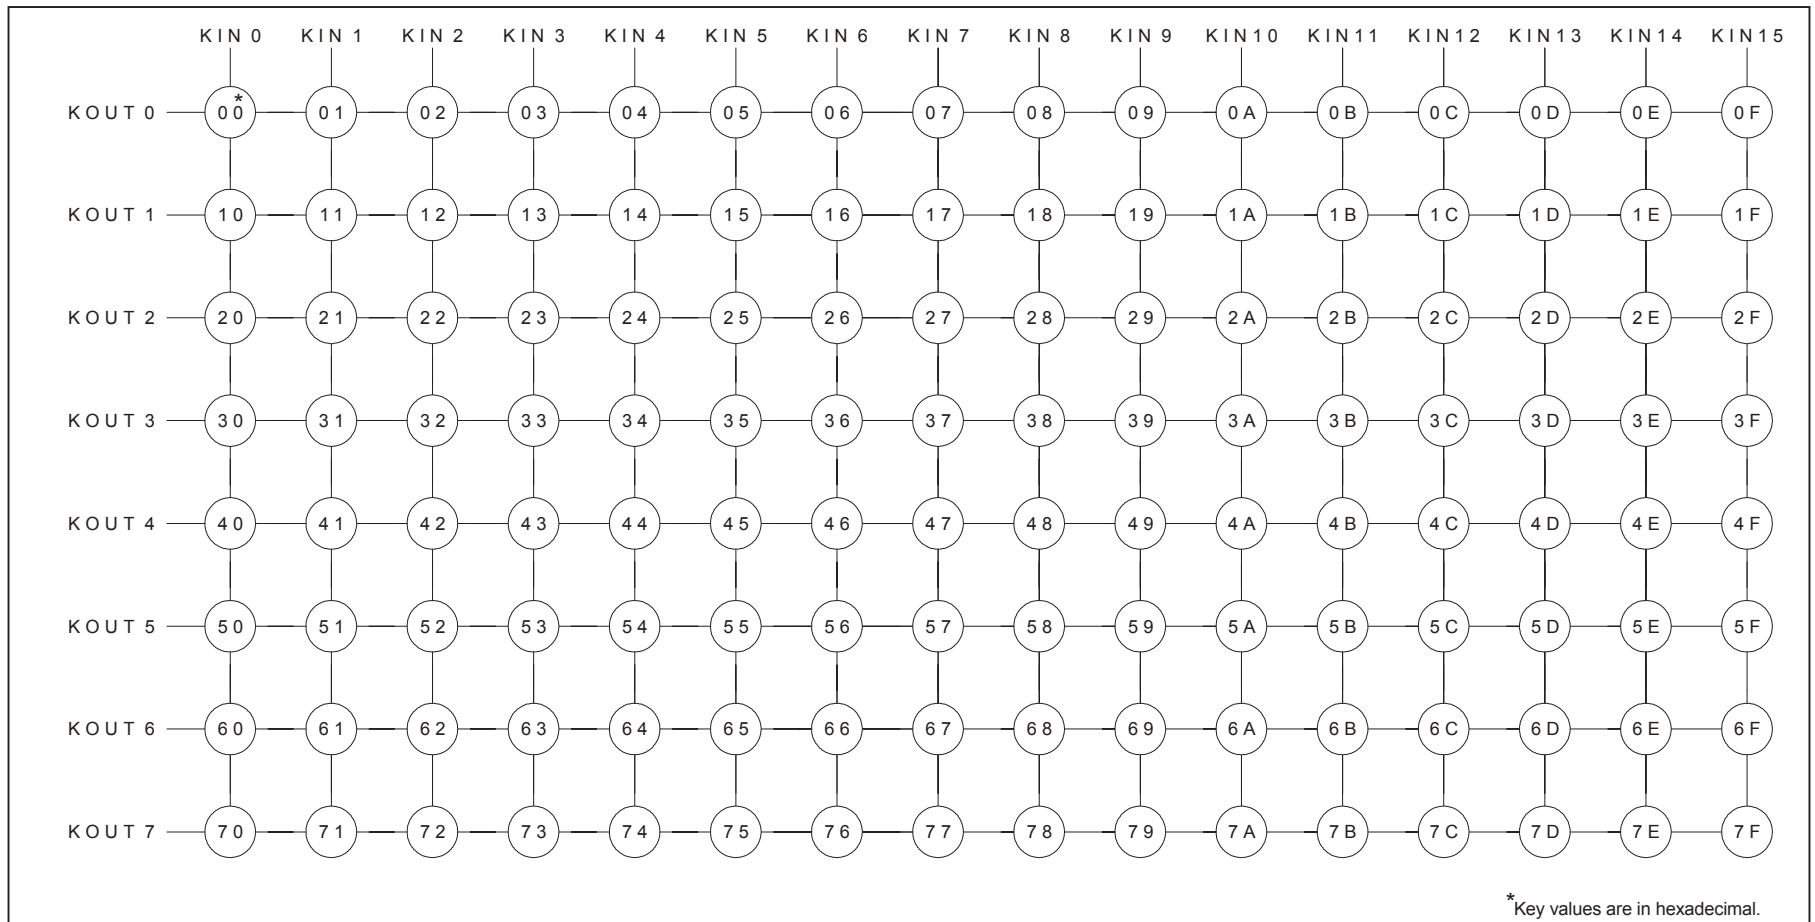 KIN 0 KIN 1 KIN 2 KIN 3 KIN 4 KIN 5 KIN 6 KIN 7 KIN 8 KIN 9 KIN10 KIN11 KIN12 KIN13 KIN14 KIN15
KOUT 0 00* 01 02 03 04 05 06 07 08 09 0A 0B 0C 0D 0E 0F
KOUT 1 10 11 12 13 14 15 16 17 18 19 1A 1B 1C 1D 1E 1F
KOUT 2 20 21 22 23 24 25 26 27 28 29 2A 2B 2C 2D 2E 2F
KOUT 3 30 31 32 33 34 35 36 37 38 39 3A 3B 3C 3D 3E 3F
KOUT 4 40 41 42 43 44 45 46 47 48 49 4A 4B 4C 4D 4E 4F
KOUT 5 50 51 52 53 54 55 56 57 58 59 5A 5B 5C 5D 5E 5F
KOUT 6 60 61 62 63 64 65 66 67 68 69 6A 6B 6C 6D 6E 6F
KOUT 7 70 71 72 73 74 75 76 77 78 79 7A 7B 7C 7D 7E 7F
*Key values are in hexadecimal.